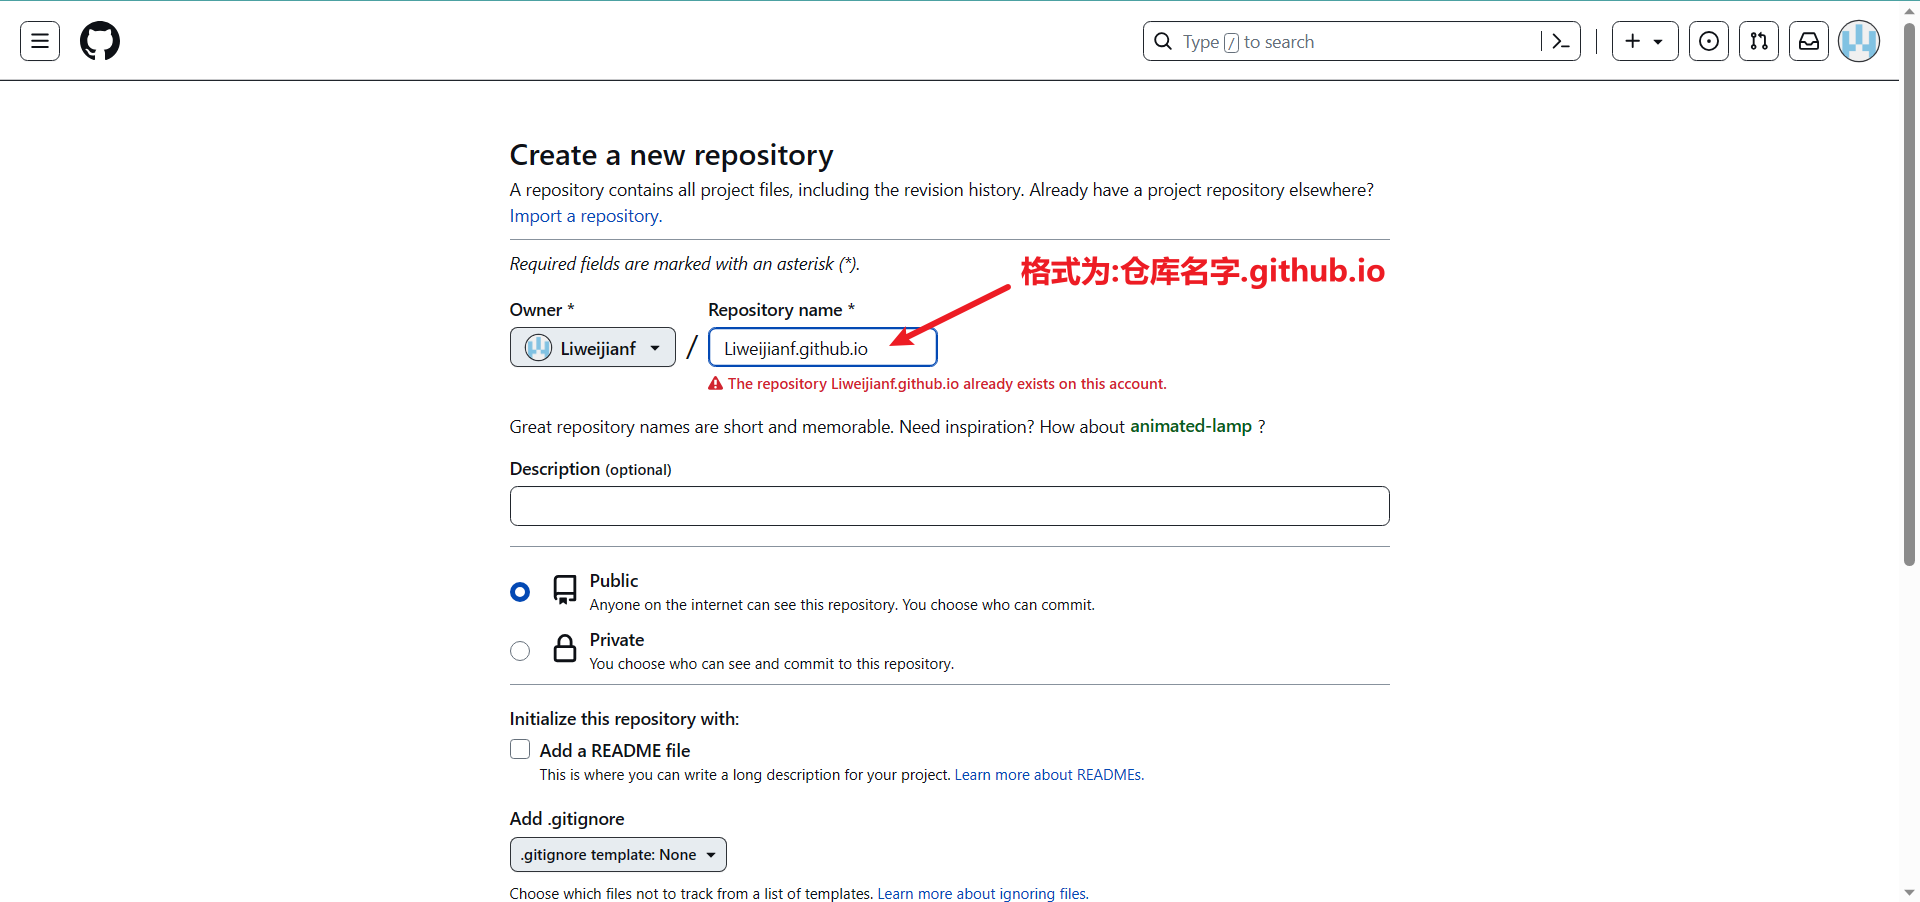 Type / to search
Create a new repository
A repository contains all project files, including the revision history. Already have a project repository elsewhere?
Import a repository.
Required fields are marked with an asterisk (*).
格式为:仓库名字.github.io
Owner *
Repository name *
Liweijianf
/
Liweijianf.github.io
The repository Liweijianf.github.io already exists on this account.
Great repository names are short and memorable. Need inspiration? How about animated-lamp ?
Description (optional)
Public
Anyone on the internet can see this repository. You choose who can commit.
Private
You choose who can see and commit to this repository.
Initialize this repository with:
Add a README file
This is where you can write a long description for your project. Learn more about READMEs.
Add .gitignore
.gitignore template: None
Choose which files not to track from a list of templates. Learn more about ignoring files.